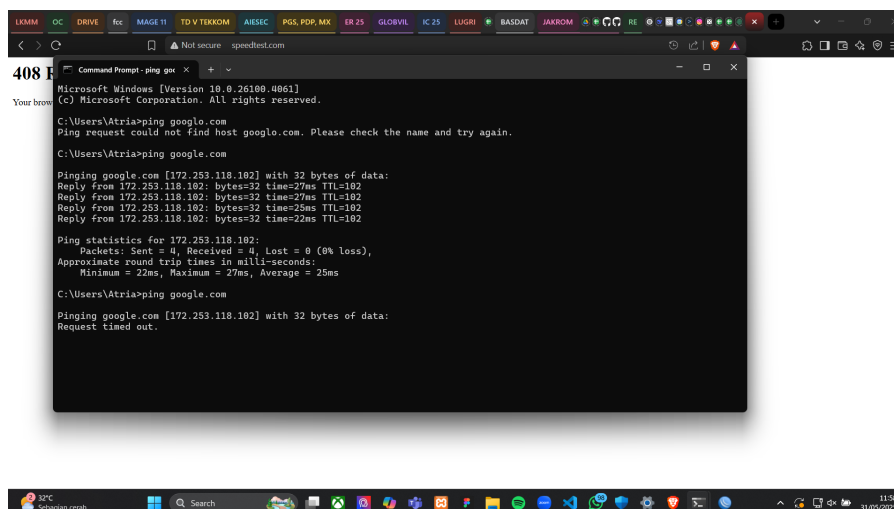 LKMM OC DRIVE fcc MAGE 11 TD V TEKKOM AIESEC PGS, PDP, MX ER 25 GLOBVIL IC 25 LUGRI BASDAT JAKROM RE
Not secure speedtest.com
408 R
Your brow
Command Prompt - ping goc
Microsoft Windows [Version 10.0.26100.4061]
(c) Microsoft Corporation. All rights reserved.
C:\Users\Atria>ping googlo.com
Ping request could not find host googlo.com. Please check the name and try again.
C:\Users\Atria>ping google.com
Pinging google.com [172.253.118.102] with 32 bytes of data:
Reply from 172.253.118.102: bytes=32 time=27ms TTL=102
Reply from 172.253.118.102: bytes=32 time=27ms TTL=102
Reply from 172.253.118.102: bytes=32 time=25ms TTL=102
Reply from 172.253.118.102: bytes=32 time=22ms TTL=102
Ping statistics for 172.253.118.102:
Packets: Sent = 4, Received = 4, Lost = 0 (0% loss),
Approximate round trip times in milli-seconds:
Minimum = 22ms, Maximum = 27ms, Average = 25ms
C:\Users\Atria>ping google.com
Pinging google.com [172.253.118.102] with 32 bytes of data:
Request timed out.
32°C
Sebagian cerah
Search
11:58
31/05/202